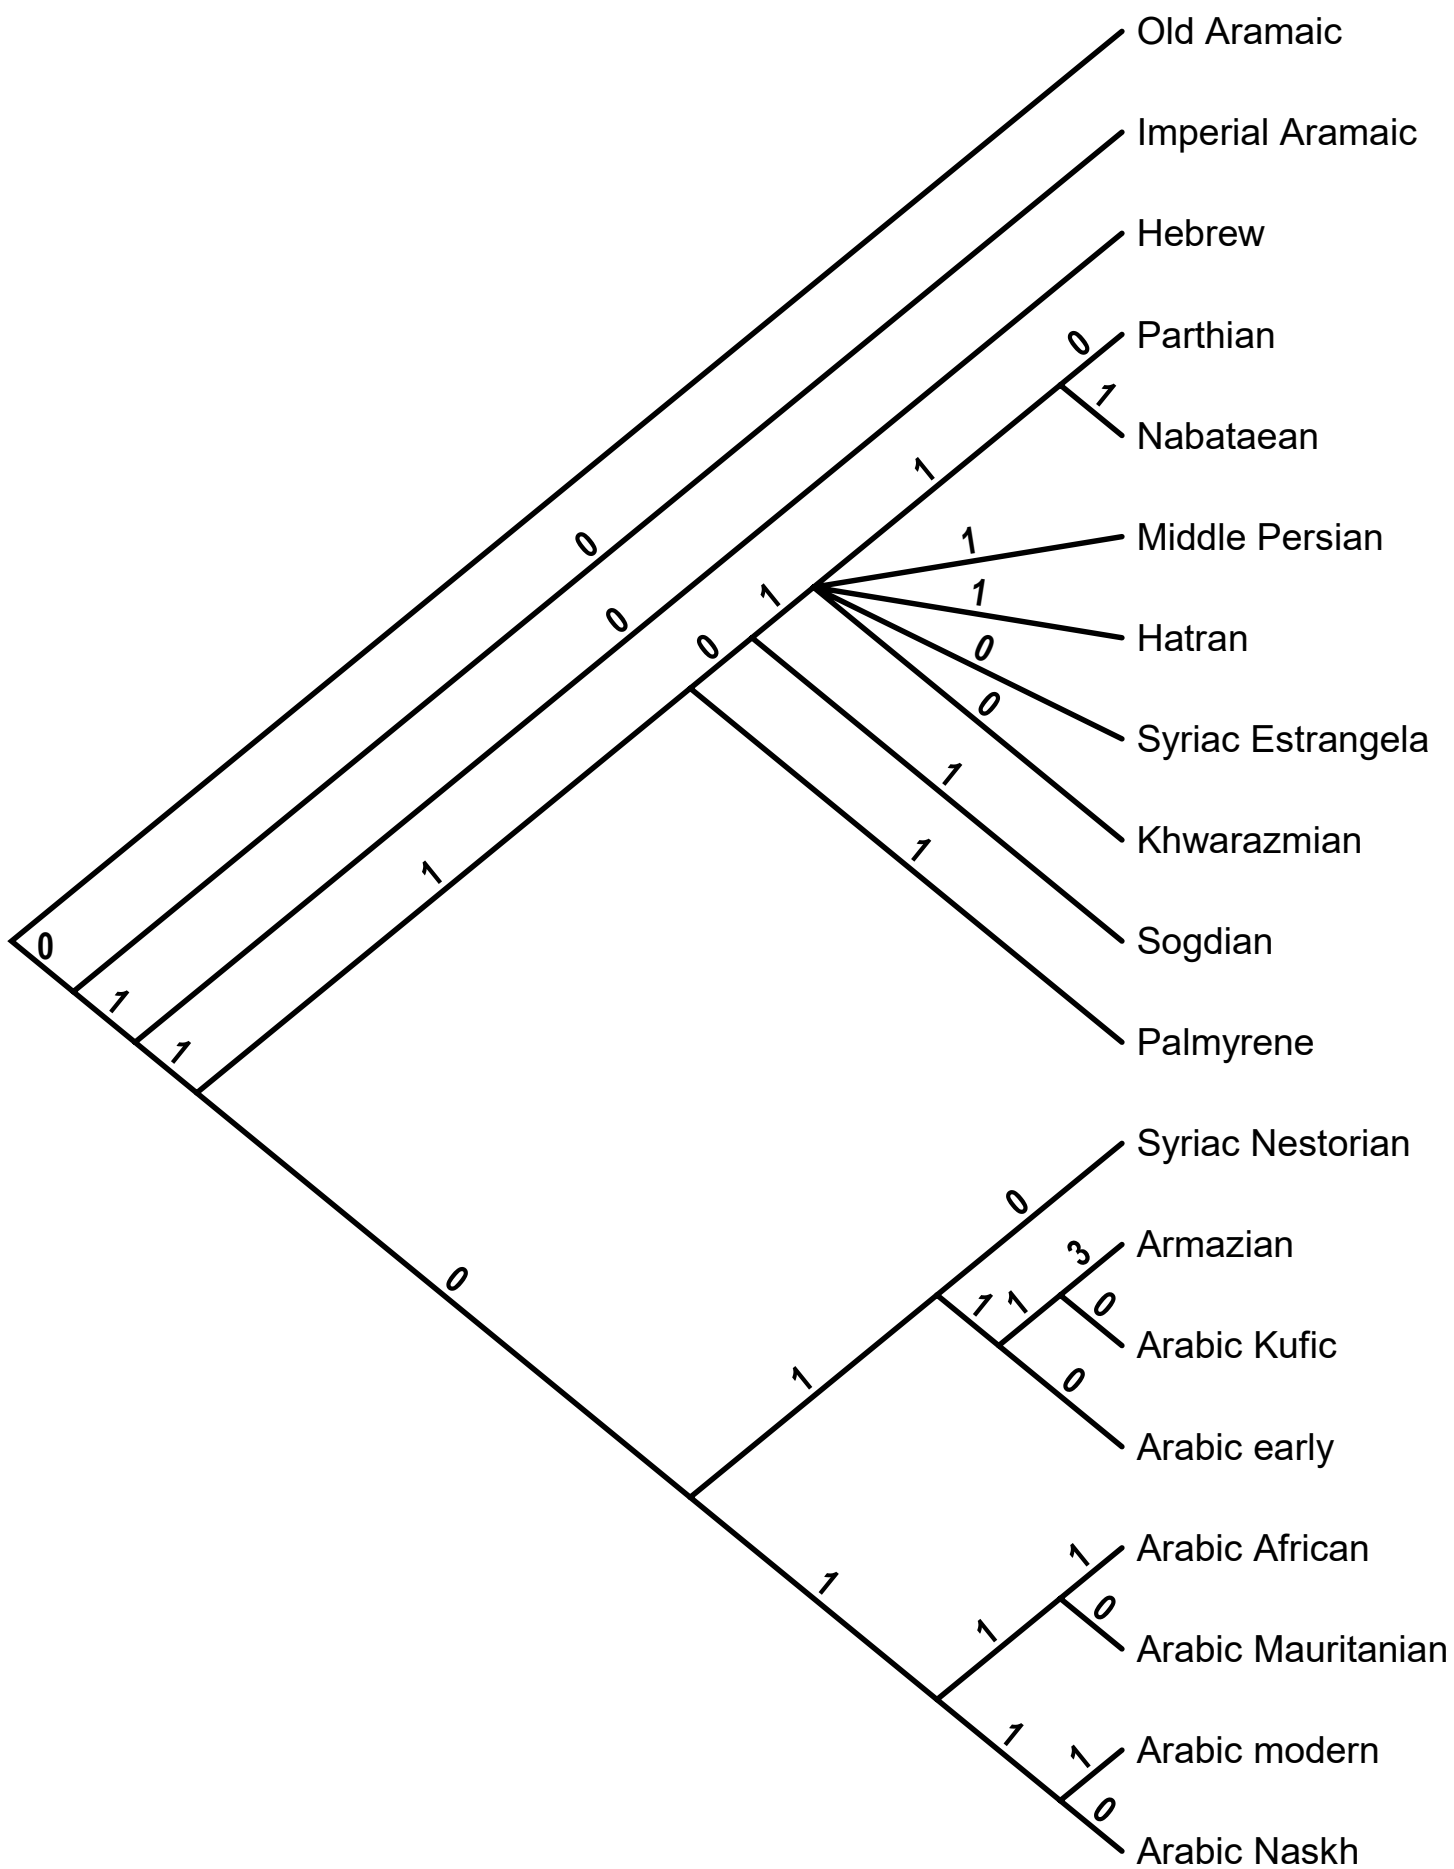 Old Aramaic
Imperial Aramaic
Hebrew
0
Parthian
1
Nabataean
1
1
Middle Persian
0
1
Hatran
1
0
0
0
Syriac Estrangela
0
1
Khwarazmian
1
1
0
Sogdian
1
1
Palmyrene
Syriac Nestorian
0
3
Armazian
0
1
1
0
Arabic Kufic
1
0
Arabic early
1
Arabic African
1
0
1
Arabic Mauritanian
1
1
Arabic modern
0
Arabic Naskh